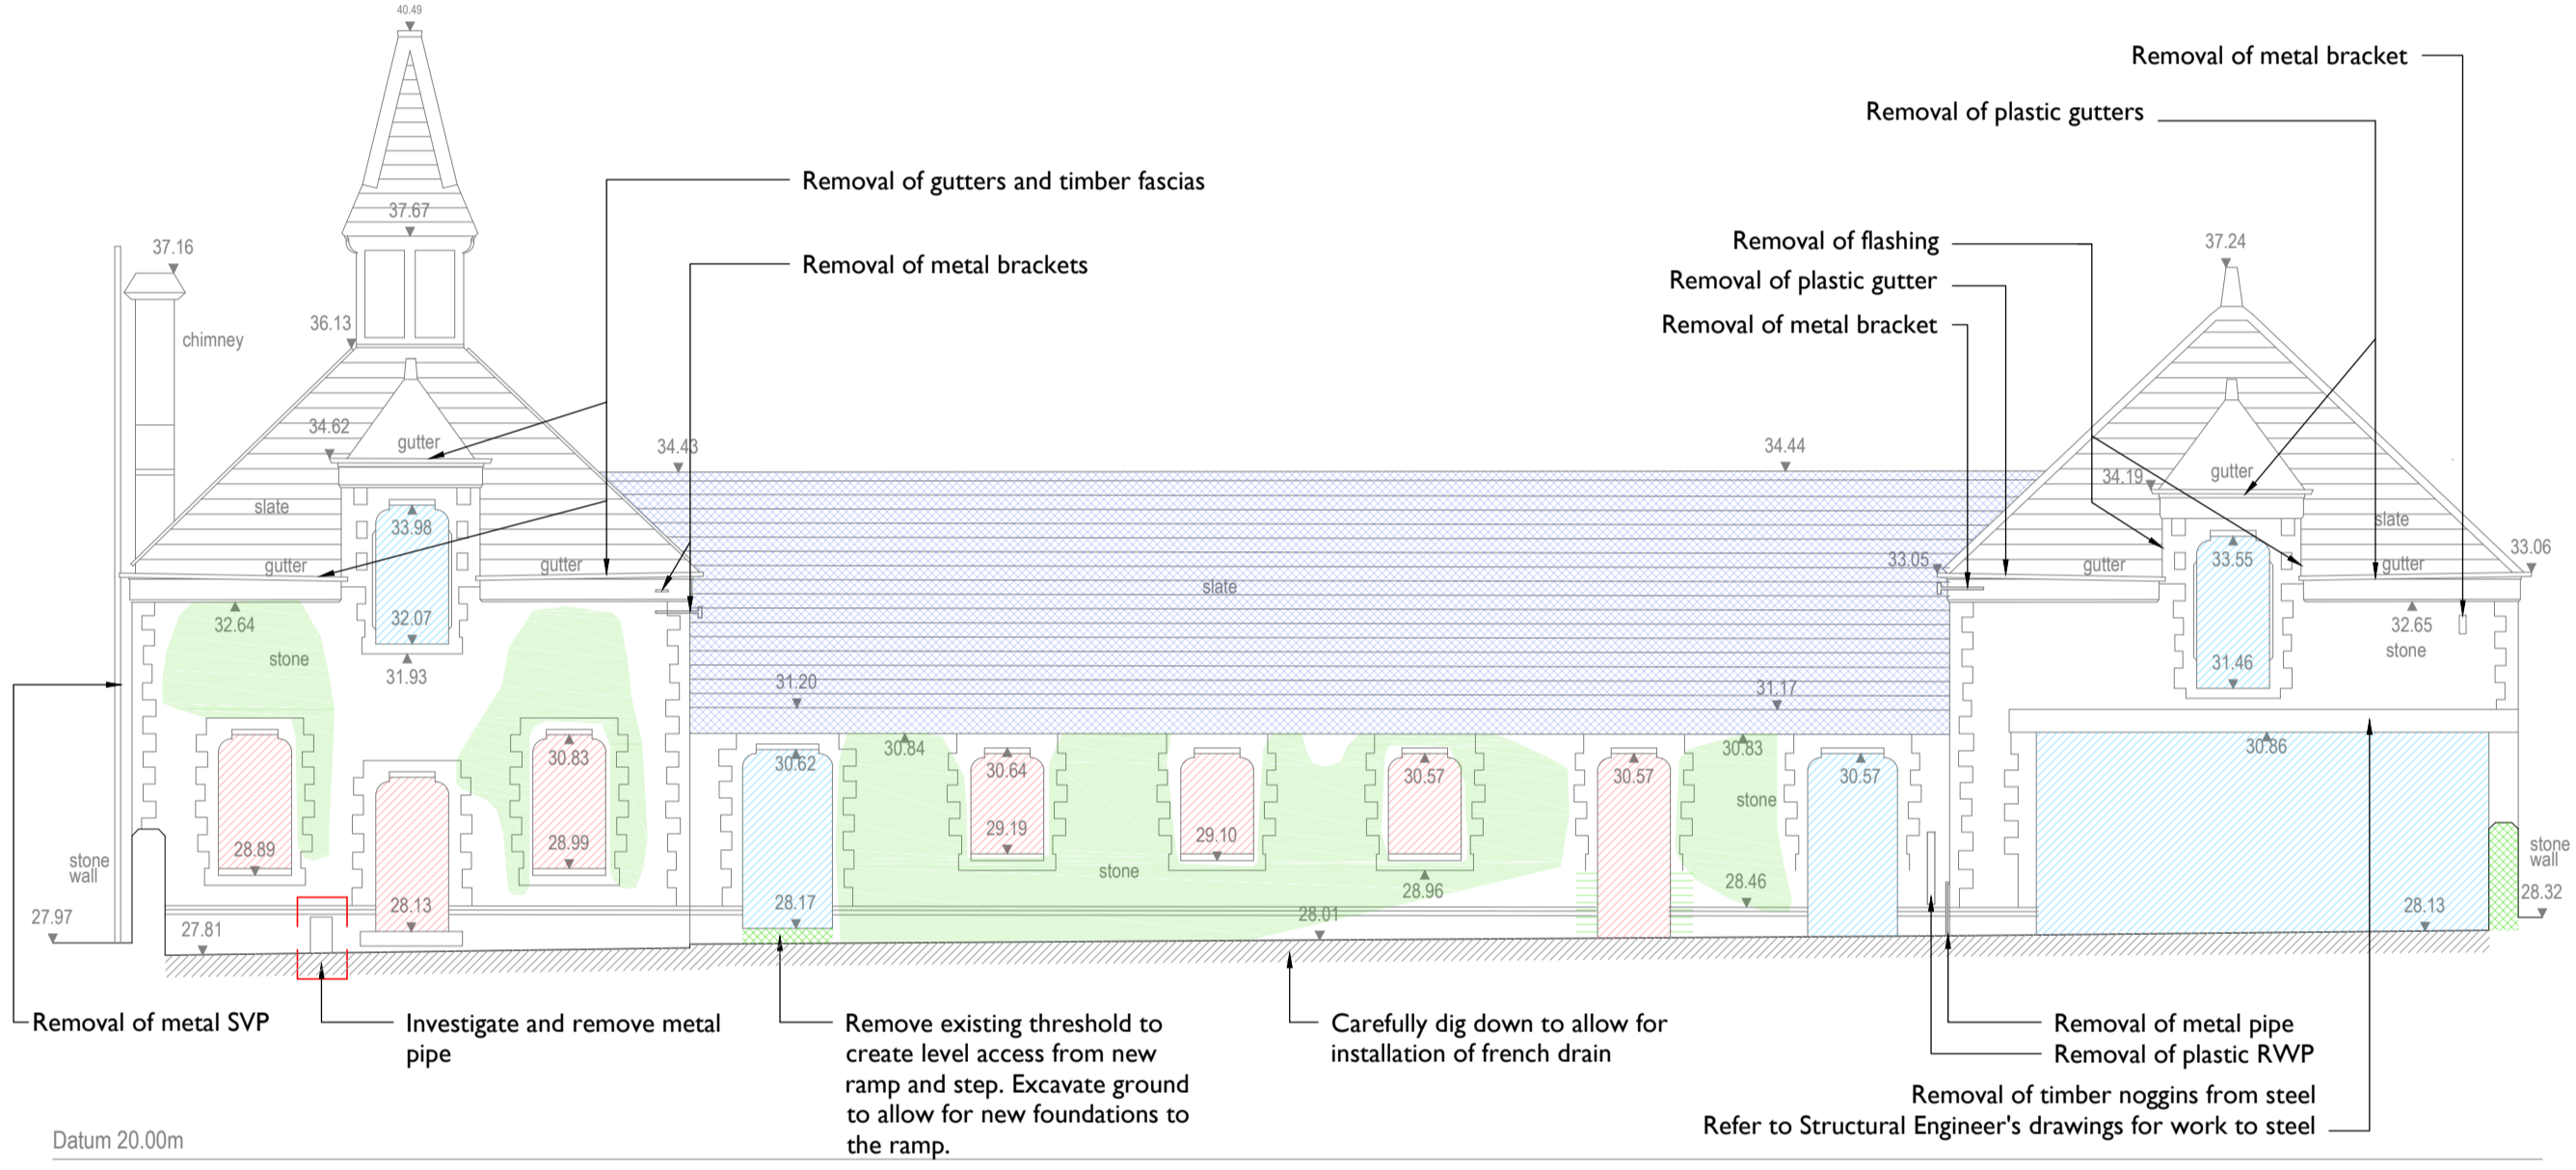 40.49
Removal of metal bracket
Removal of plastic gutters
Removal of gutters and timber fascias
37.67
37.16
Removal of flashing
37.24
Removal of metal brackets
Removal of plastic gutter
36.13
chimney
Removal of metal bracket
34.62
gutter
34.43
34.44
34.19
gutter
slate
33.98
slate
33.05
33.55
33.06
gutter
gutter
slate
gutter
gutter
32.64
32.07
32.65
stone
31.93
stone
31.46
31.20
31.17
30.83
30.62
30.84
30.64
30.57
30.57
30.83
30.57
30.86
stone
28.89
28.99
29.19
29.10
stone
wall
stone
28.96
28.46
stone
wall
28.13
28.17
28.01
28.13
28.32
27.97
27.81
Removal of metal SVP
Investigate and remove metal
pipe
Remove existing threshold to
create level access from new
ramp and step. Excavate ground
to allow for new foundations to
the ramp.
Carefully dig down to allow for
installation of french drain
Removal of metal pipe
Removal of plastic RWP
Removal of timber noggins from steel
Refer to Structural Engineer's drawings for work to steel
Datum 20.00m